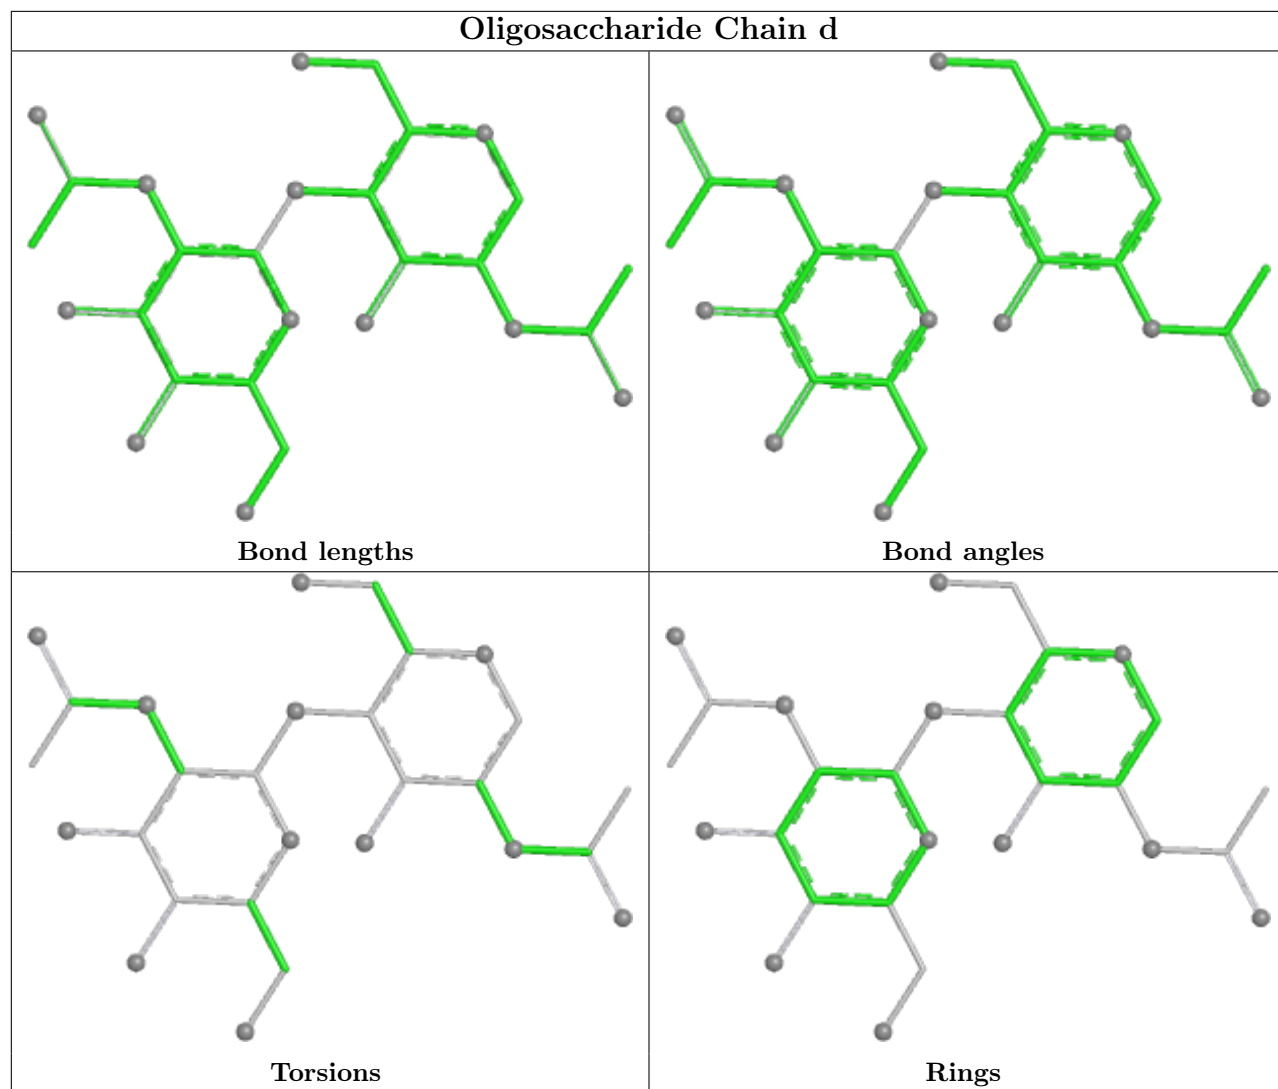 Oligosaccharide Chain d
Bond lengths
Bond angles
Torsions
Rings